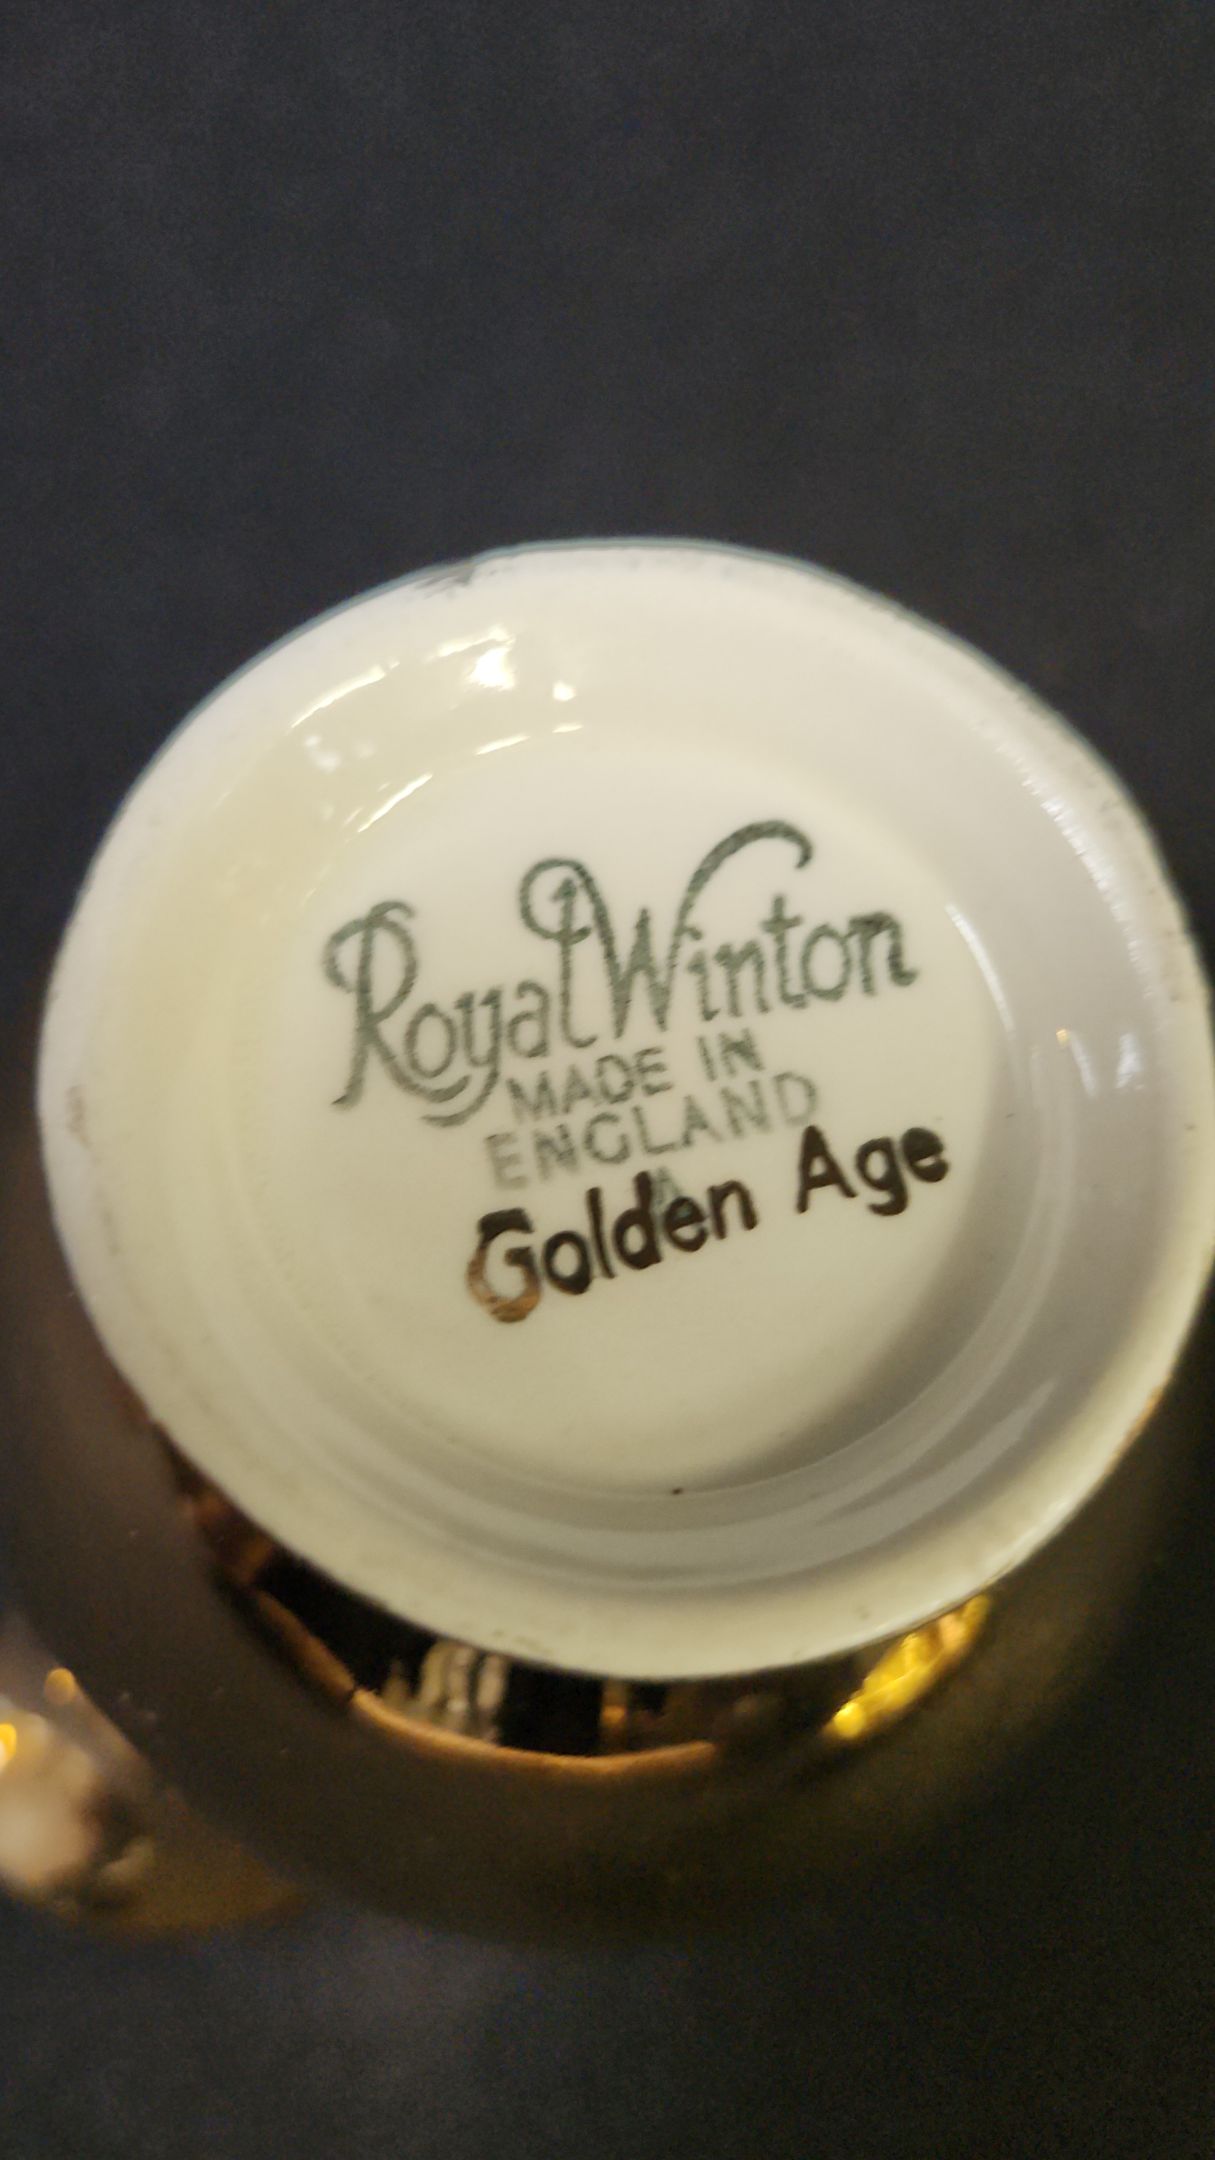 Royal Winton
MADE IN
ENGLAND
A
Golden Age